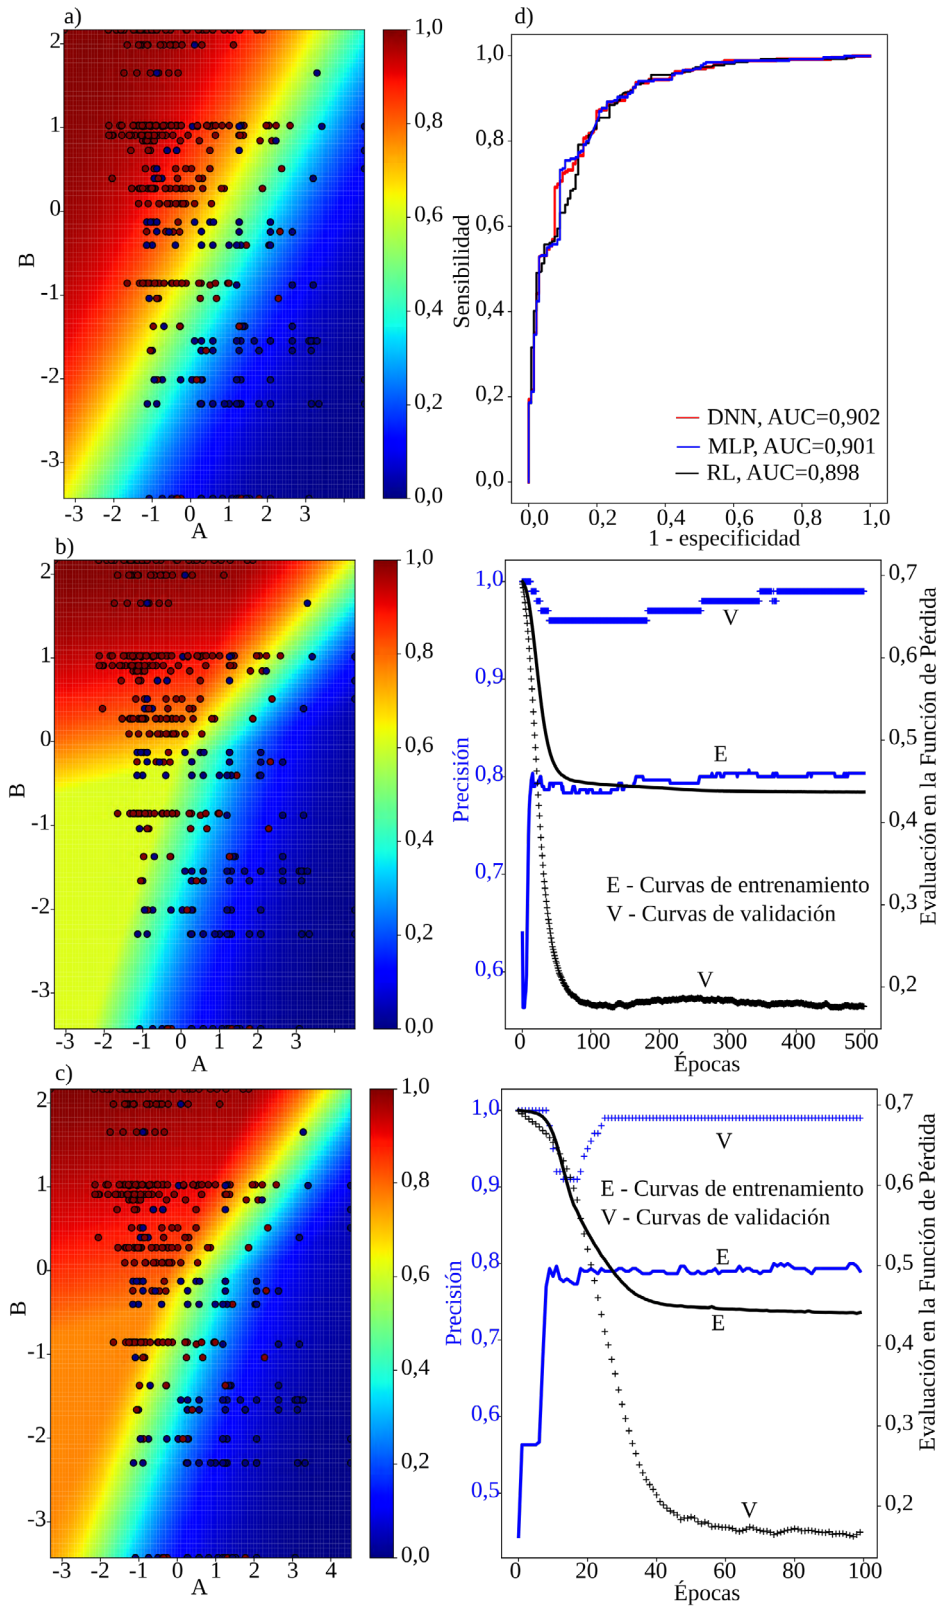 a)
2
1
0
-1
-2
-3
B
-3 -2 -1 0 1 2 3
A
1,0
0,8
0,6
0,4
0,2
0,0
d)
1,0
0,8
0,6
0,4
0,2
0,0
Sensibilidad
DNN, AUC=0,902
MLP, AUC=0,901
RL, AUC=0,898
0,0 0,2 0,4 0,6 0,8 1,0
1 - especificidad
b)
2
1
0
-1
-2
-3
B
-3 -2 -1 0 1 2 3
A
1,0
0,8
0,6
0,4
0,2
0,0
1,0
0,9
0,8
0,7
0,6
Precisión
V
E
E - Curvas de entrenamiento
V - Curvas de validación
V
0,7
0,6
0,5
0,4
0,3
0,2
Evaluación en la Función de Pérdida
0 100 200 300 400 500
Épocas
c)
2
1
0
-1
-2
-3
B
-3 -2 -1 0 1 2 3 4
A
1,0
0,8
0,6
0,4
0,2
0,0
1,0
0,9
0,8
0,7
0,6
0,5
Precisión
V
E - Curvas de entrenamiento
V - Curvas de validación
E
E
V
0,7
0,6
0,5
0,4
0,3
0,2
Evaluación en la Función de Pérdida
0 20 40 60 80 100
Épocas